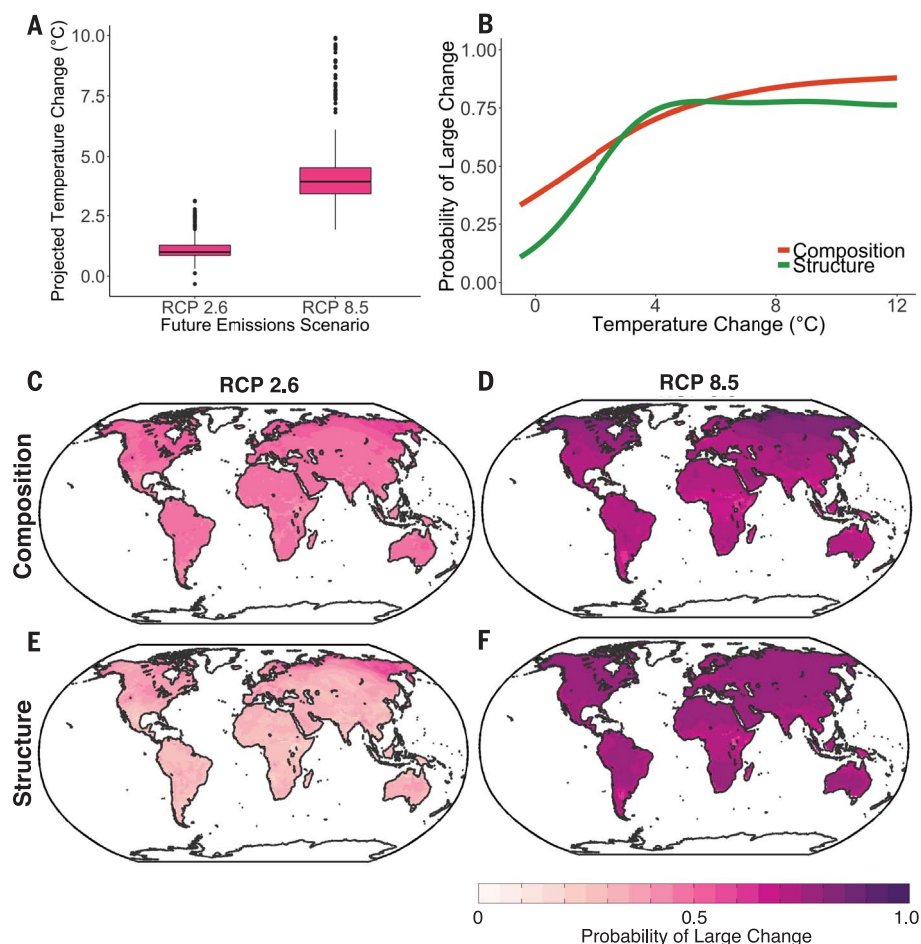 A
Projected Temperature Change (°C)
10.0
7.5
5.0
2.5
0.0
RCP 2.6 RCP 8.5
Future Emissions Scenario
B
Probability of Large Change
1.00
0.75
0.50
0.25
0.00
Composition
Structure
0 4 8 12
Temperature Change (°C)
C
RCP 2.6
D
RCP 8.5
Composition
E
F
Structure
0 0.5 1.0
Probability of Large Change